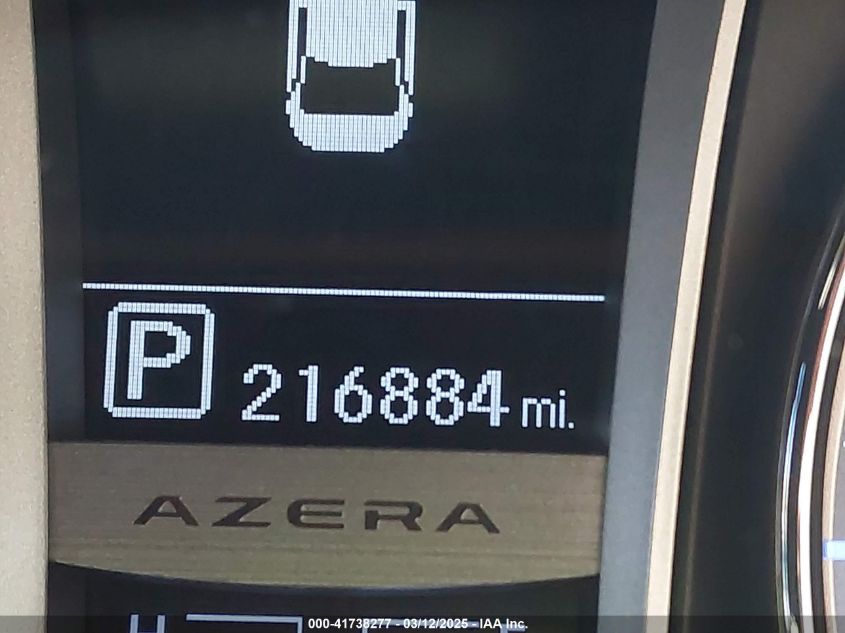 P 216884 mi.
AZERA
H
000-41738277 - 03/12/2025 - IAA Inc.